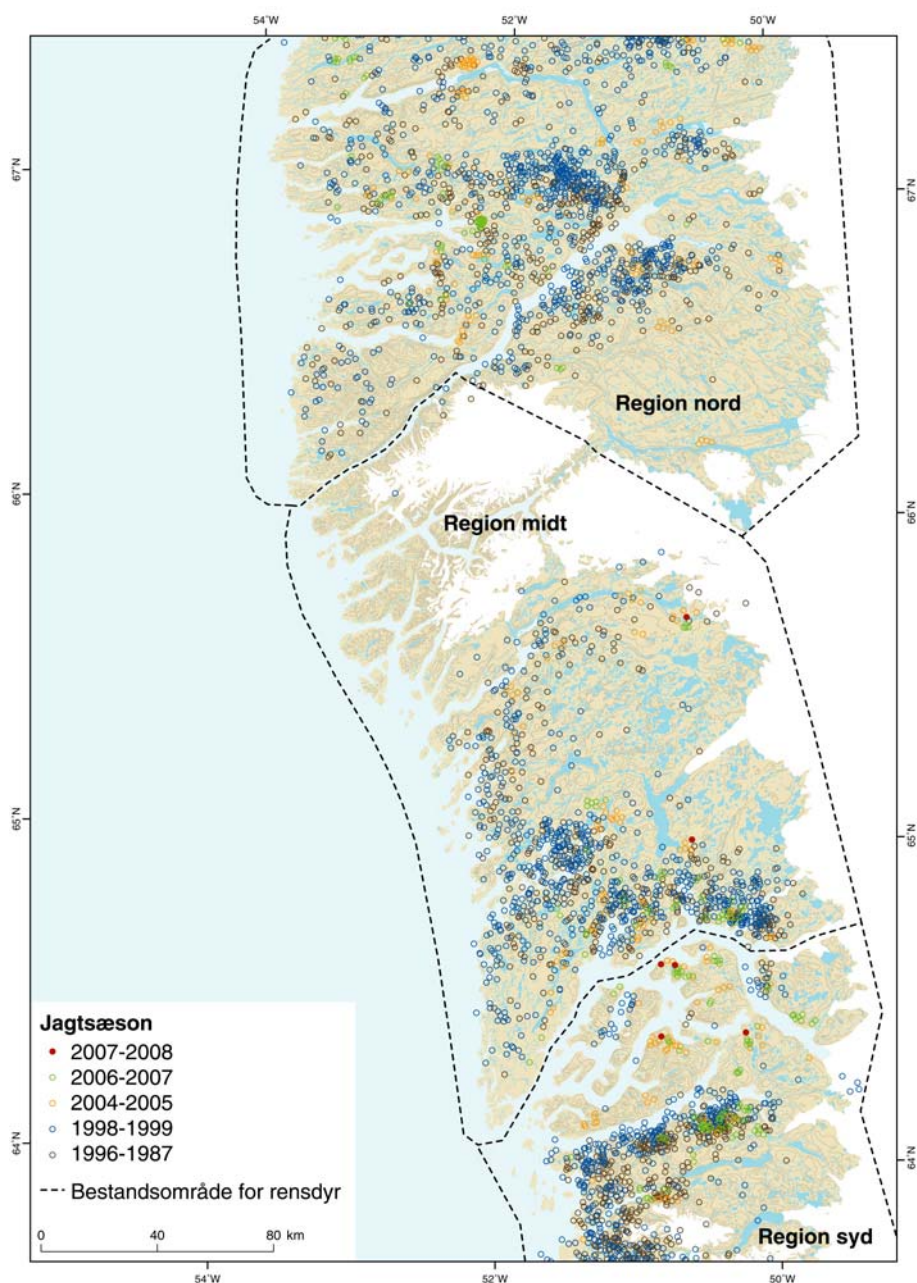 54°W 52°W 50°W
67°N 67°N
Region nord
66°N 66°N
Region midt
65°N 65°N
Jagtsæson
2007-2008
2006-2007
2004-2005
1998-1999
1996-1987
64°N 64°N
Bestandsområde for rensdyr
0 40 80 km
Region syd
54°W 52°W 50°W